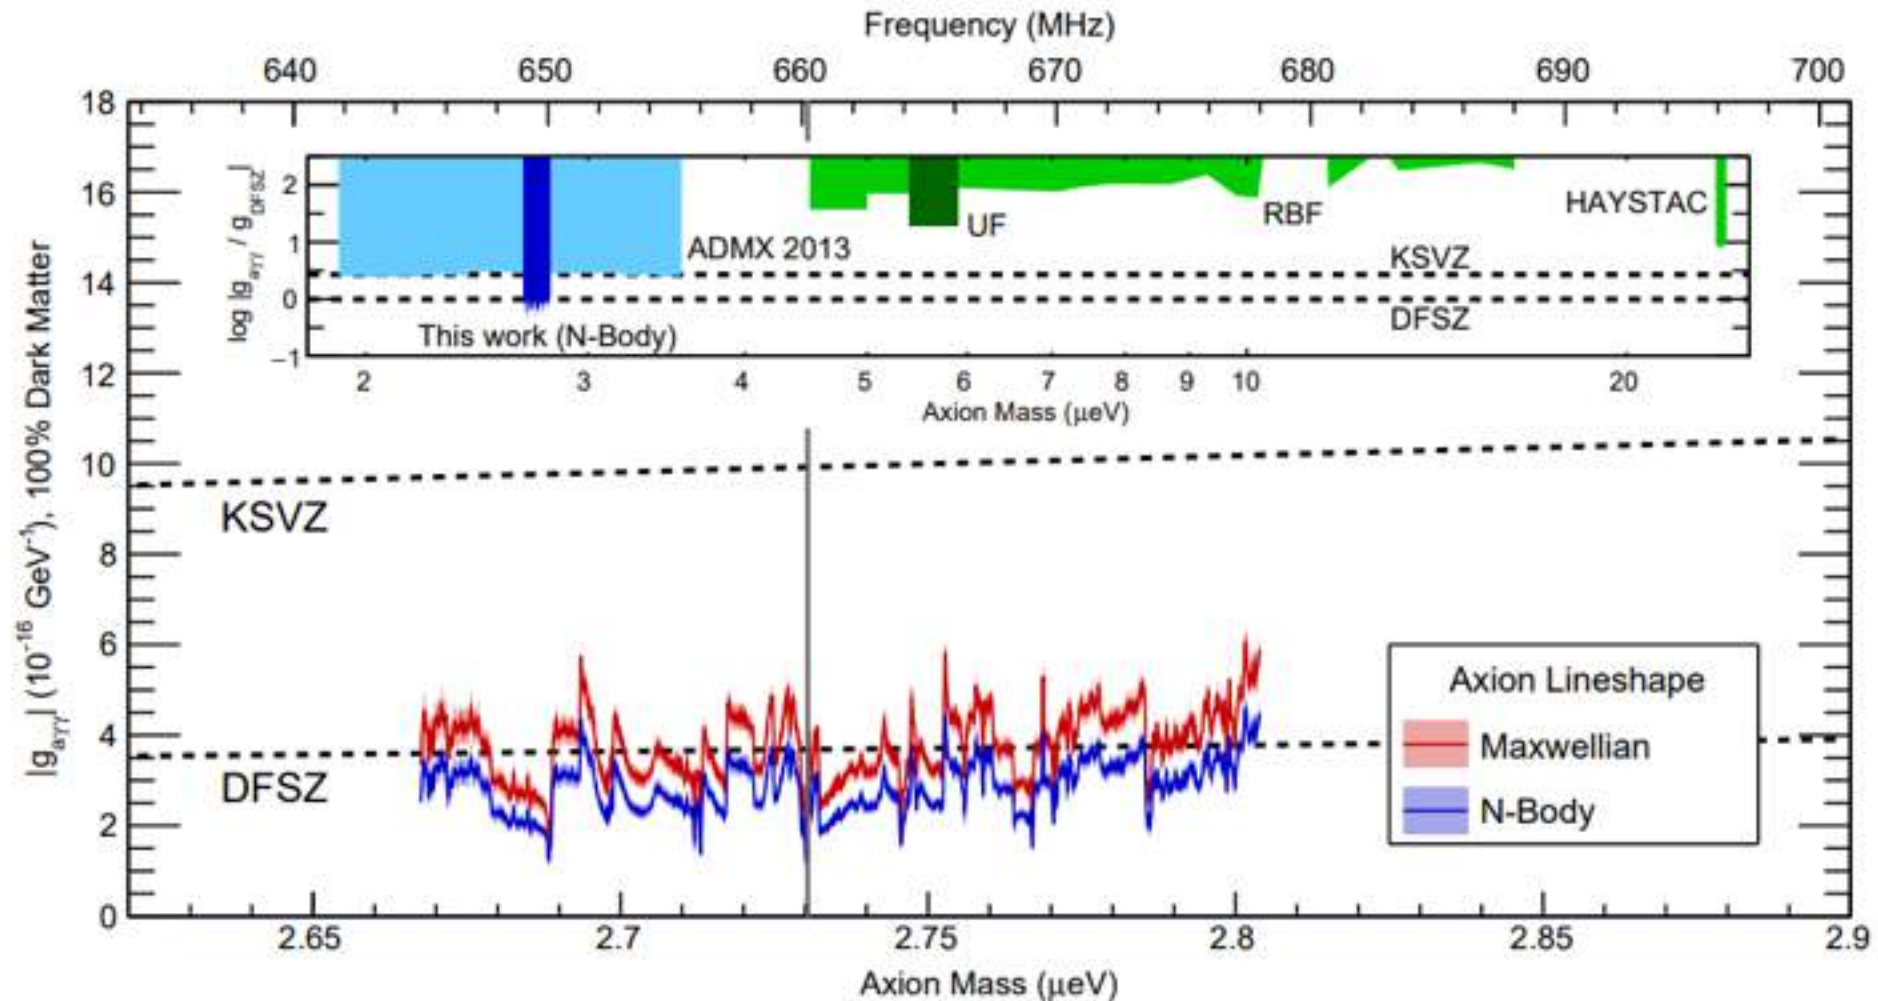 Frequency (MHz)
640 650 660 670 680 690 700
18
16
14
12
10
8
6
4
2
0
|g_aγγ| (10^-16 GeV^-1), 100% Dark Matter
log |g_aγγ / g_DFSZ|
2
1
0
−1
ADMX 2013
UF
RBF
HAYSTAC
KSVZ
DFSZ
This work (N-Body)
2 3 4 5 6 7 8 9 10 20
Axion Mass (μeV)
KSVZ
DFSZ
Axion Lineshape
Maxwellian
N-Body
2.65 2.7 2.75 2.8 2.85 2.9
Axion Mass (μeV)